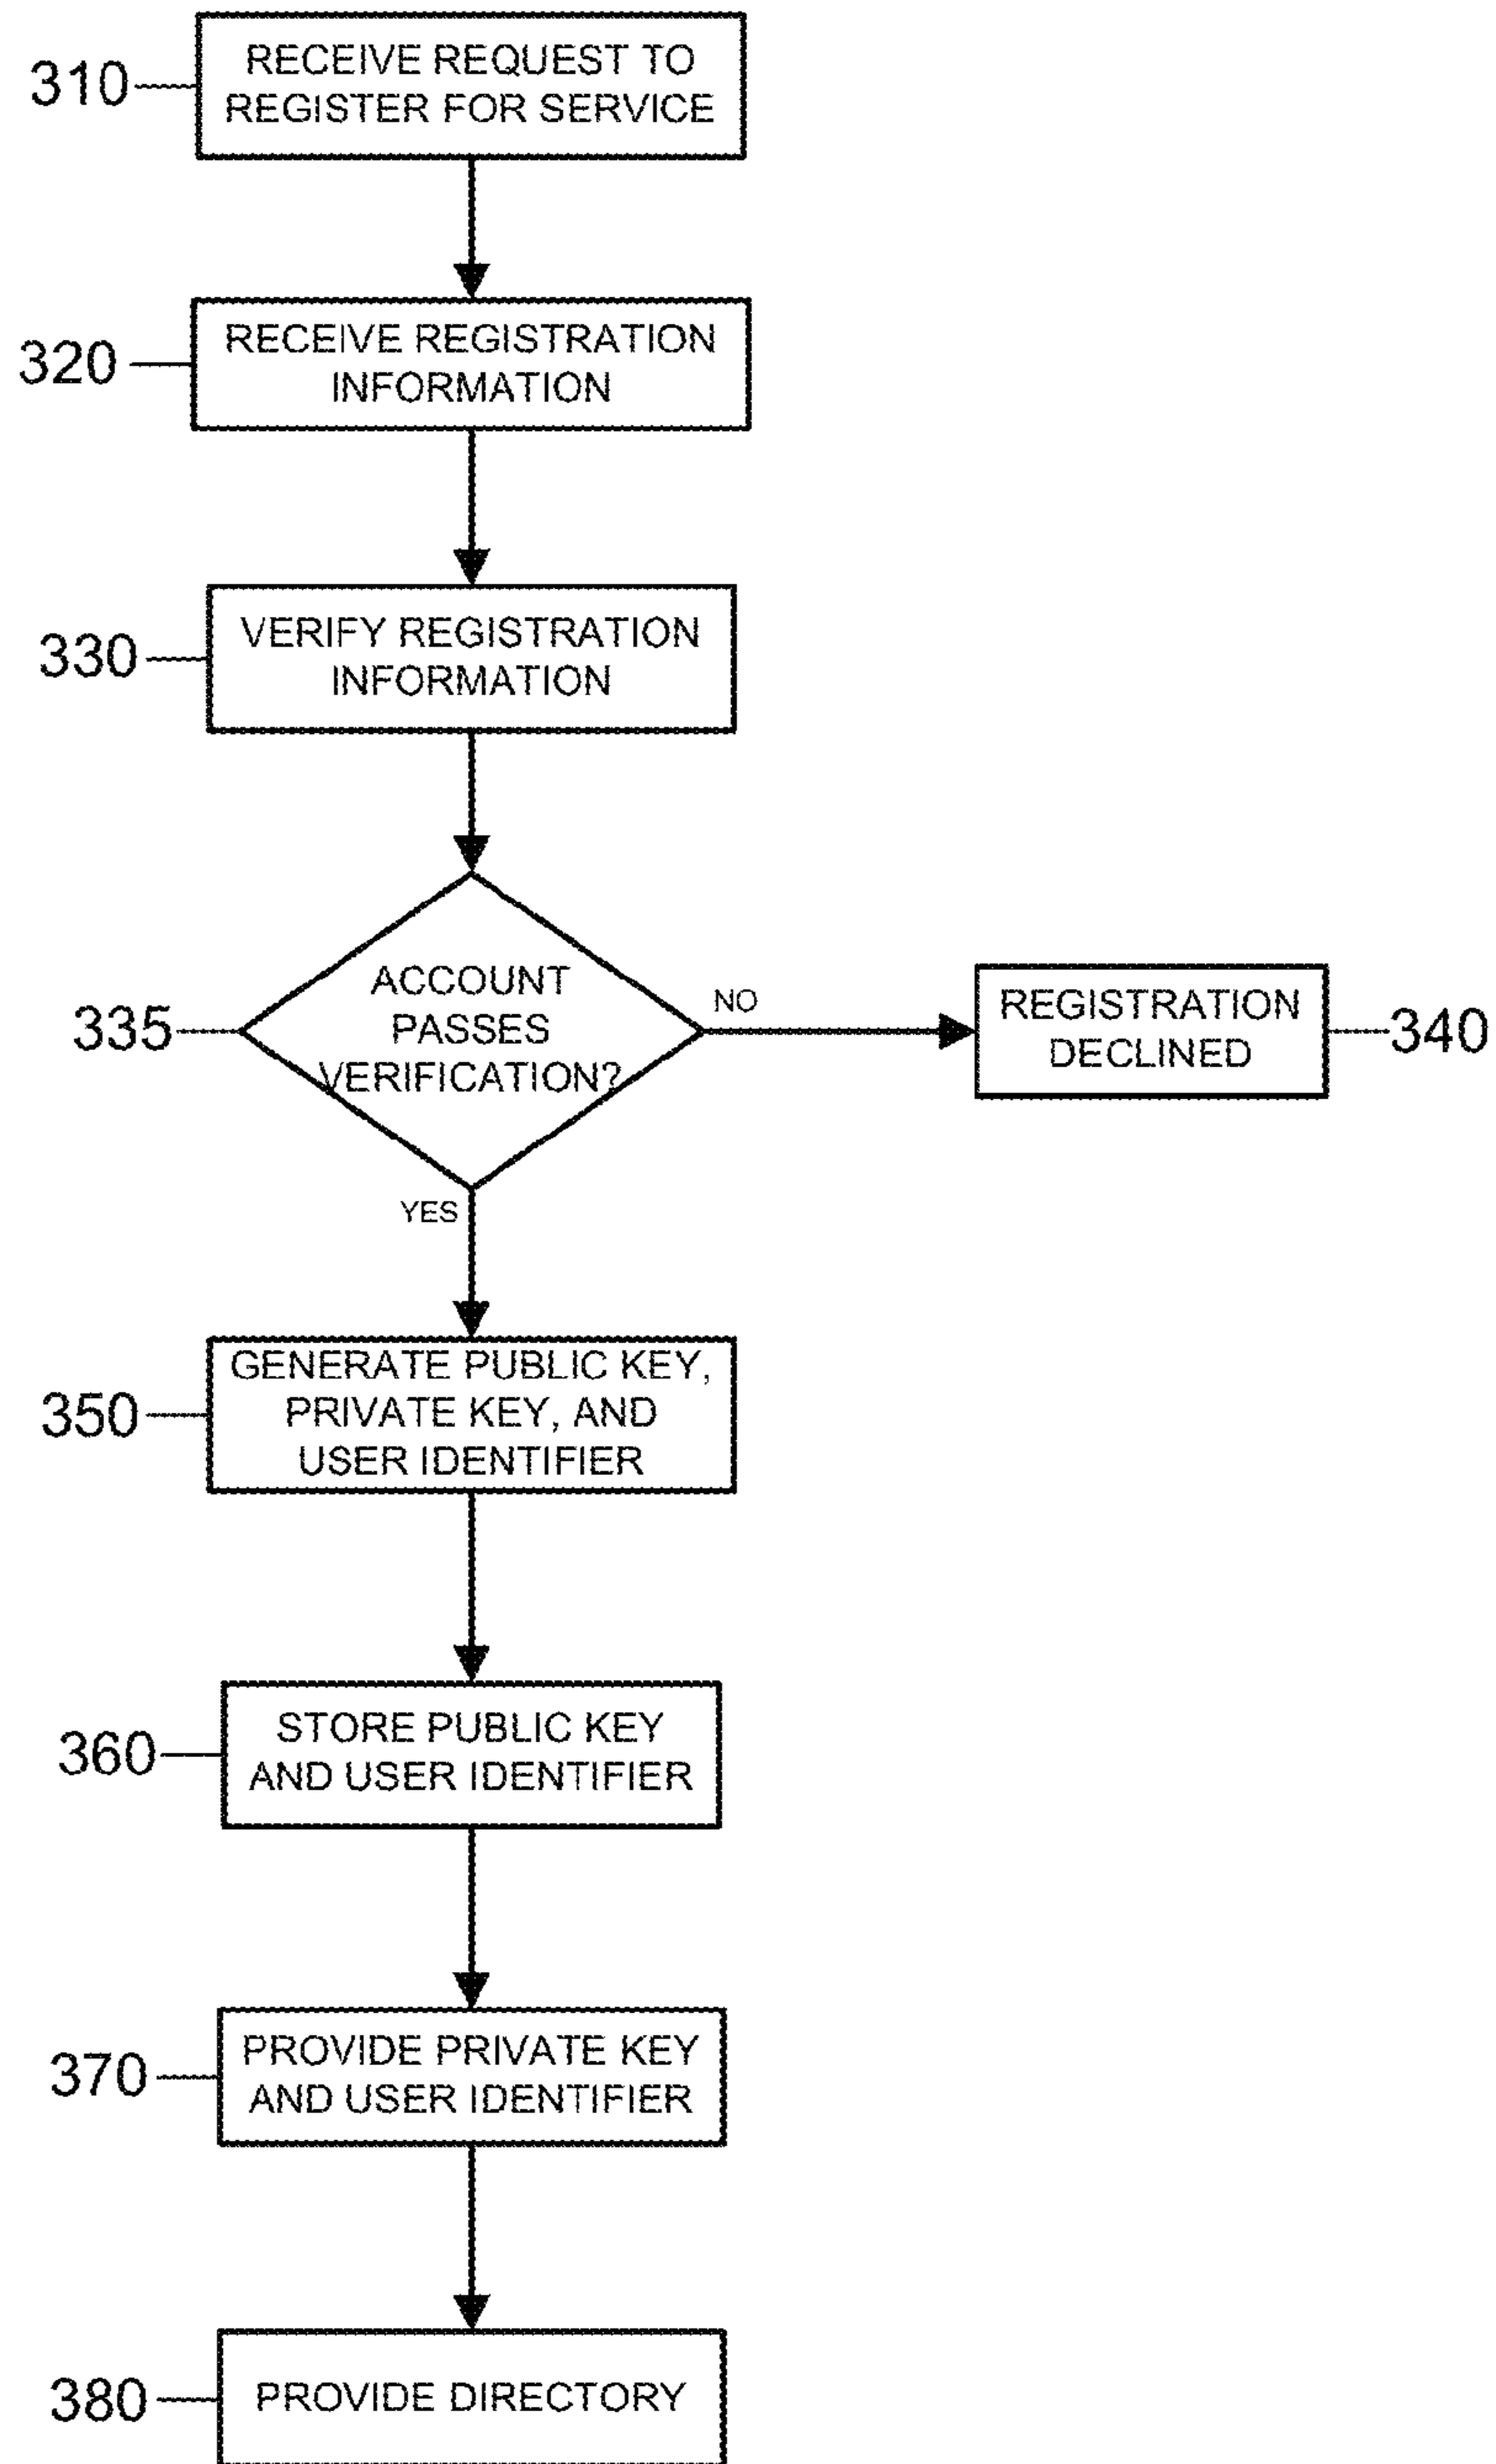 310
RECEIVE REQUEST TO
REGISTER FOR SERVICE
320
RECEIVE REGISTRATION
INFORMATION
330
VERIFY REGISTRATION
INFORMATION
335
ACCOUNT
PASSES
VERIFICATION?
NO
REGISTRATION
DECLINED
340
YES
350
GENERATE PUBLIC KEY,
PRIVATE KEY, AND
USER IDENTIFIER
360
STORE PUBLIC KEY
AND USER IDENTIFIER
370
PROVIDE PRIVATE KEY
AND USER IDENTIFIER
380
PROVIDE DIRECTORY